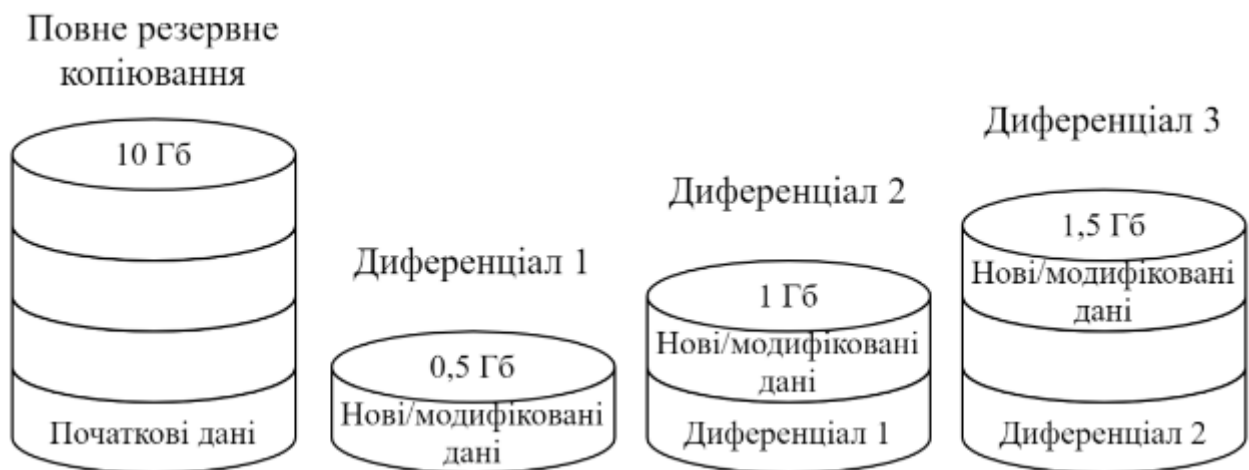 Повне резервне
копіювання
10 Гб
Початкові дані
Диференціал 1
0,5 Гб
Нові/модифіковані
дані
Диференціал 2
1 Гб
Нові/модифіковані
дані
Диференціал 1
Диференціал 3
1,5 Гб
Нові/модифіковані
дані
Диференціал 2